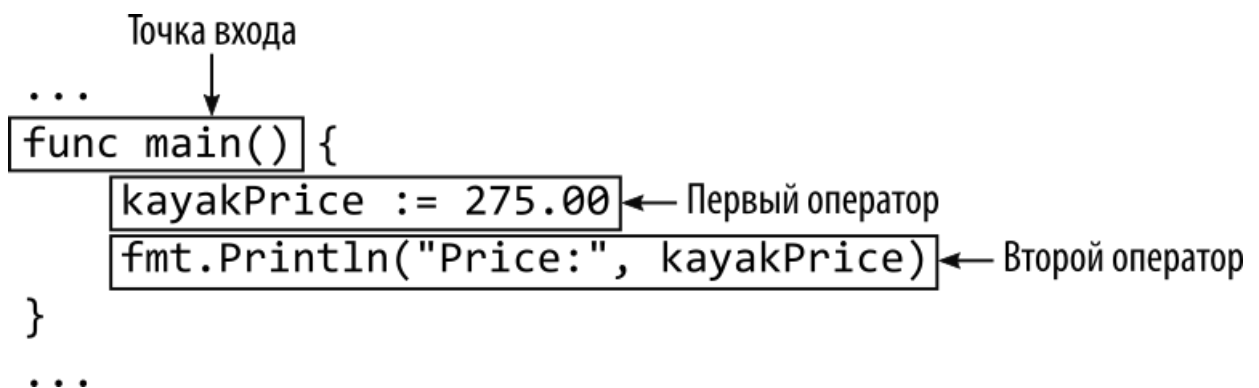 Точка входа
...
func main() {
kayakPrice := 275.00 Первый оператор
fmt.Println("Price:", kayakPrice) Второй оператор
}
...